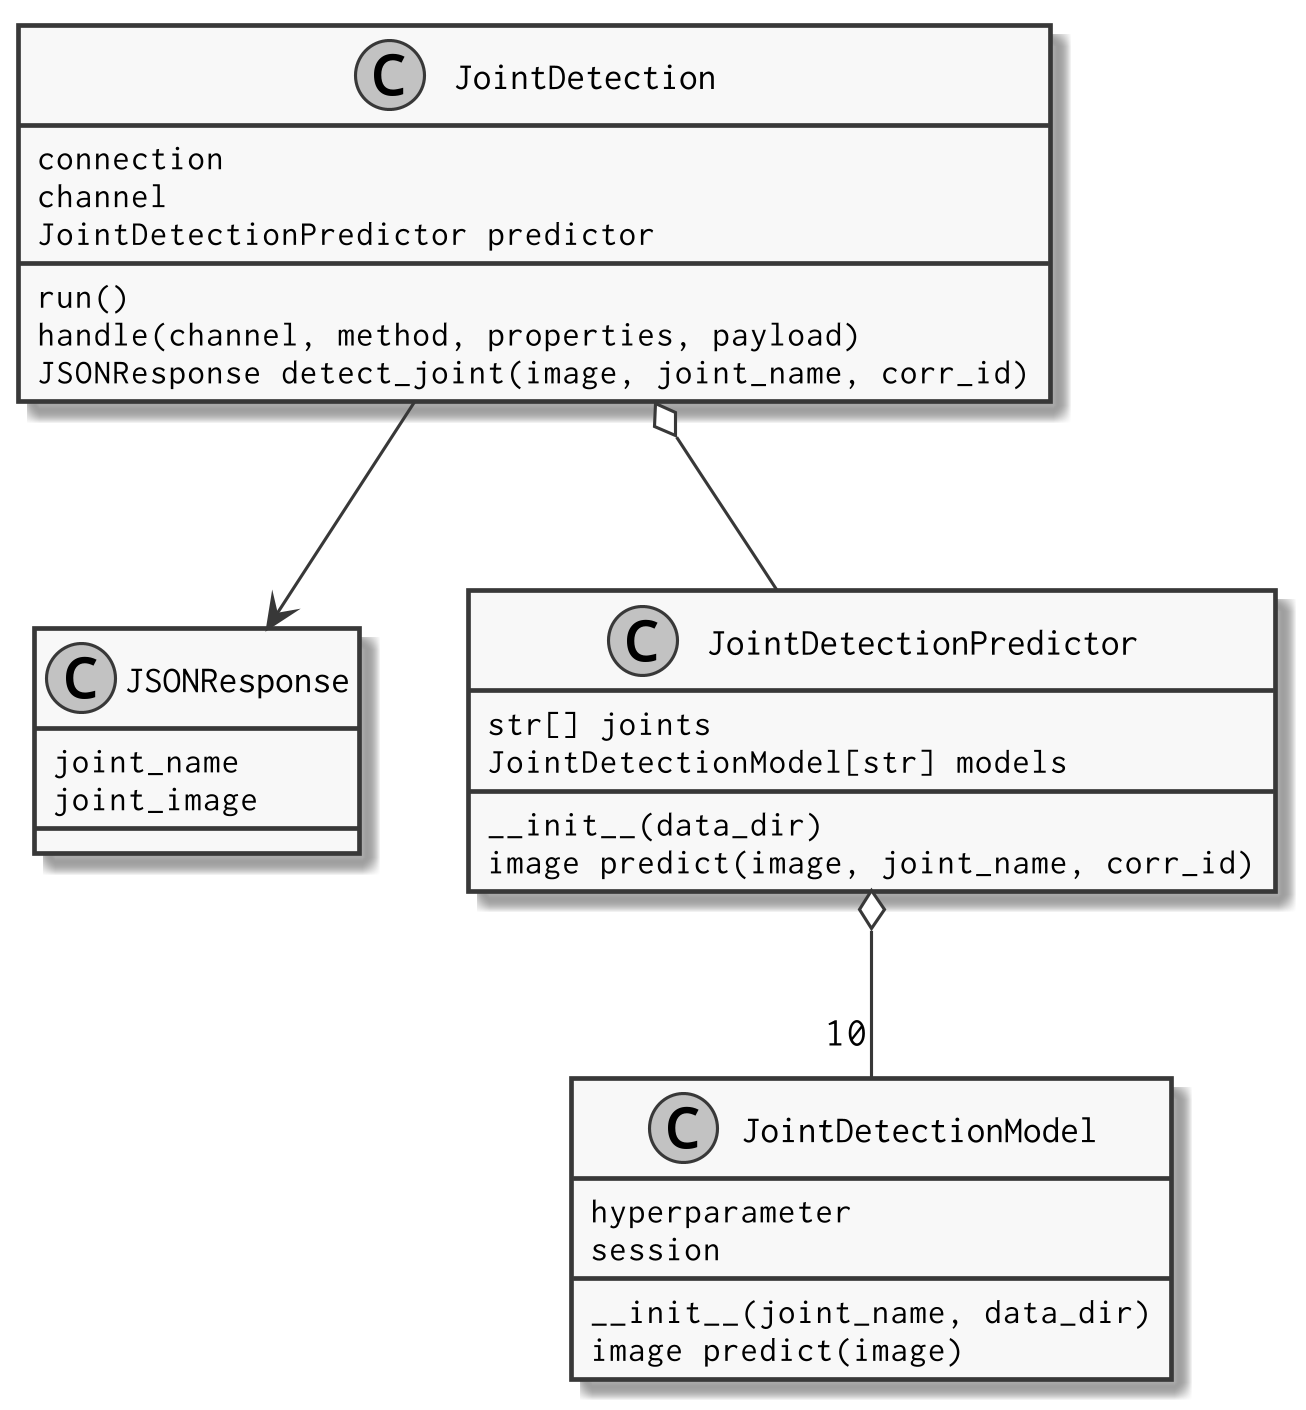 C JointDetection
connection
channel
JointDetectionPredictor predictor
run()
handle(channel, method, properties, payload)
JSONResponse detect_joint(image, joint_name, corr_id)
C JSONResponse
joint_name
joint_image
C JointDetectionPredictor
str[] joints
JointDetectionModel[str] models
__init__(data_dir)
image predict(image, joint_name, corr_id)
10
C JointDetectionModel
hyperparameter
session
__init__(joint_name, data_dir)
image predict(image)